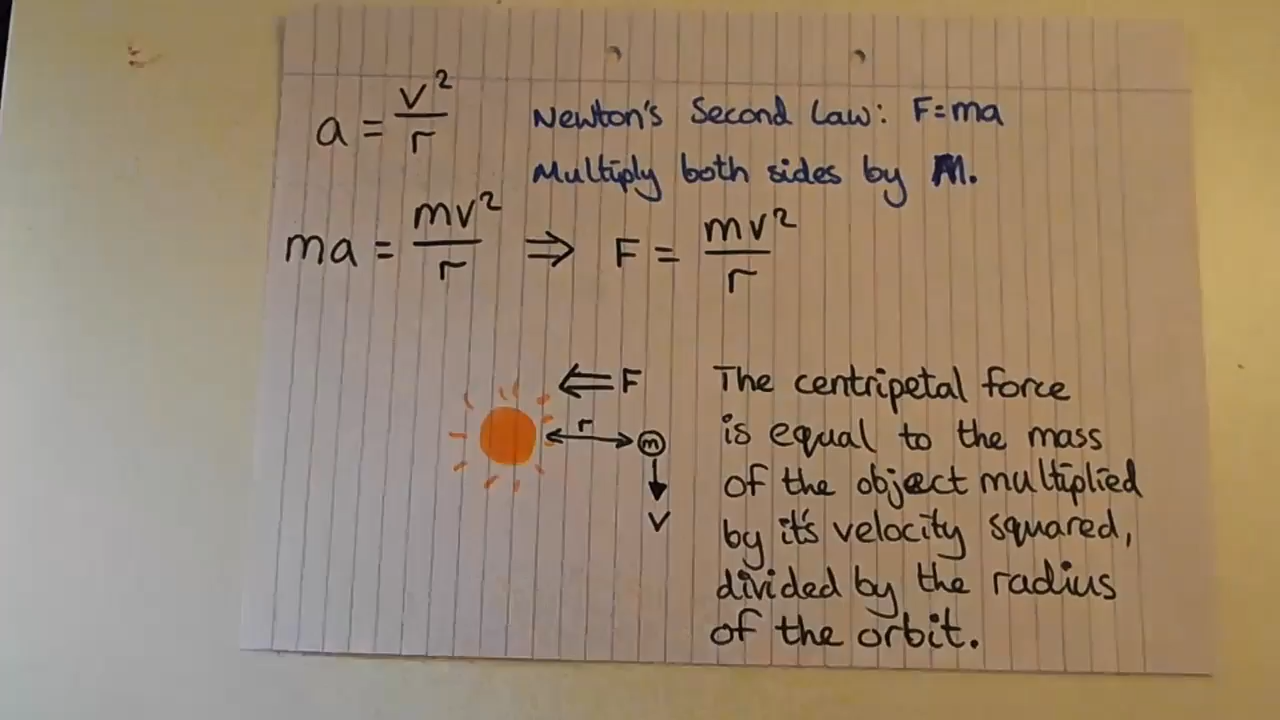 a = v²/r
Newton's Second Law: F=ma
Multiply both sides by M.
ma = mv²/r ⇒ F = mv²/r
⇐ F
r
m
v
The centripetal force
is equal to the mass
of the object multiplied
by it's velocity squared,
divided by the radius
of the orbit.